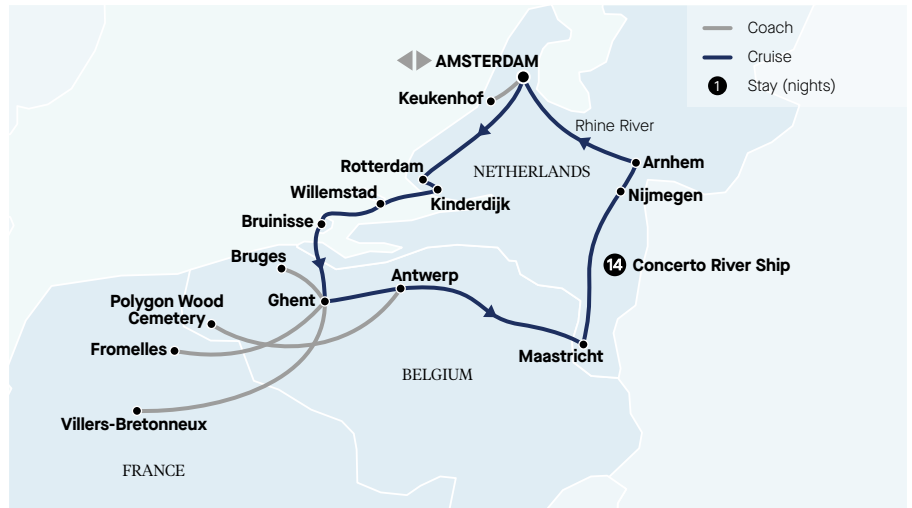 Coach
Cruise
1 Stay (nights)
AMSTERDAM
Keukenhof
Rhine River
Rotterdam
NETHERLANDS
Arnhem
Willemstad
Kinderdijk
Nijmegen
Bruinisse
Bruges
14 Concerto River Ship
Antwerp
Ghent
Polygon Wood
Cemetery
Fromelles
Maastricht
BELGIUM
Villers-Bretonneux
FRANCE